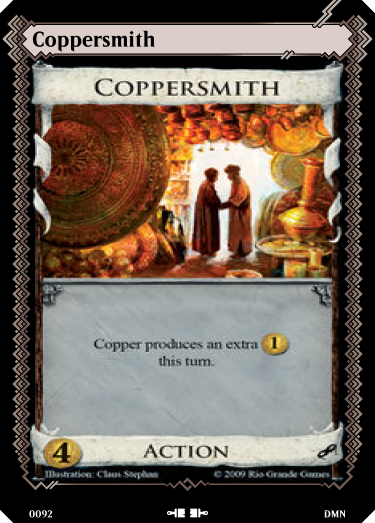 Coppersmith
COPPERSMITH
Copper produces an extra 1
this turn.
4
ACTION
Illustration: Claus Stephan
© 2009 Rio Grande Games
0092
DMN